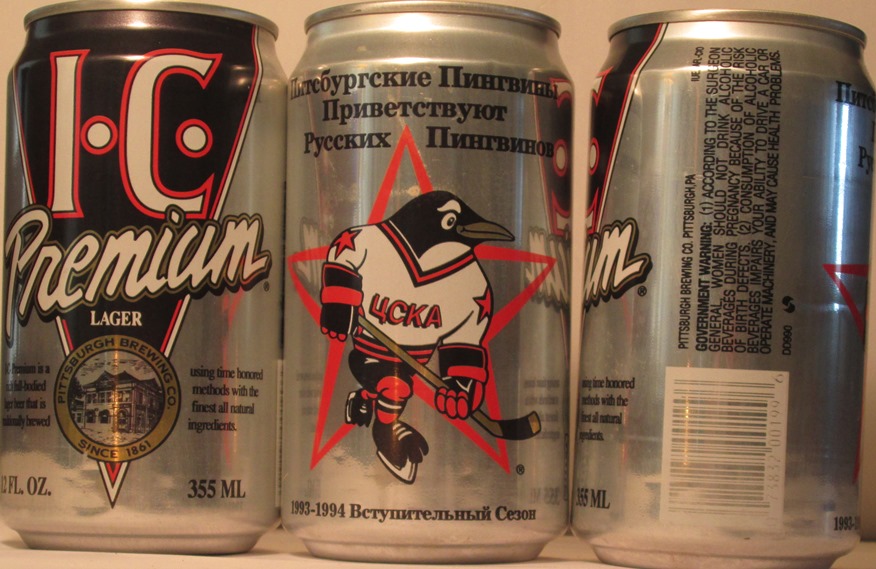 I·C
Premium
®
LAGER
PITTSBURGH BREWING CO.
SINCE 1861
Premium is a
full-bodied
beer that is
brewed
using time honored
methods with the
finest all natural
ingredients.
FL. OZ.
355 ML
Питсбургские Пингвины
Приветствуют
Русских Пингвинов
ЦСКА
®
1993-1994 Вступительный Сезон
um
®
using time honored
methods with the
finest all natural
ingredients.
355 ML
PITTSBURGH BREWING CO. PITTSBURGH, PA
GOVERNMENT WARNING: (1) ACCORDING TO THE SURGEON
GENERAL, WOMEN SHOULD NOT DRINK ALCOHOLIC
BEVERAGES DURING PREGNANCY BECAUSE OF THE RISK
OF BIRTH DEFECTS. (2) CONSUMPTION OF ALCOHOLIC
BEVERAGES IMPAIRS YOUR ABILITY TO DRIVE A CAR OR
OPERATE MACHINERY, AND MAY CAUSE HEALTH PROBLEMS.
Питс
Ру
1993-1